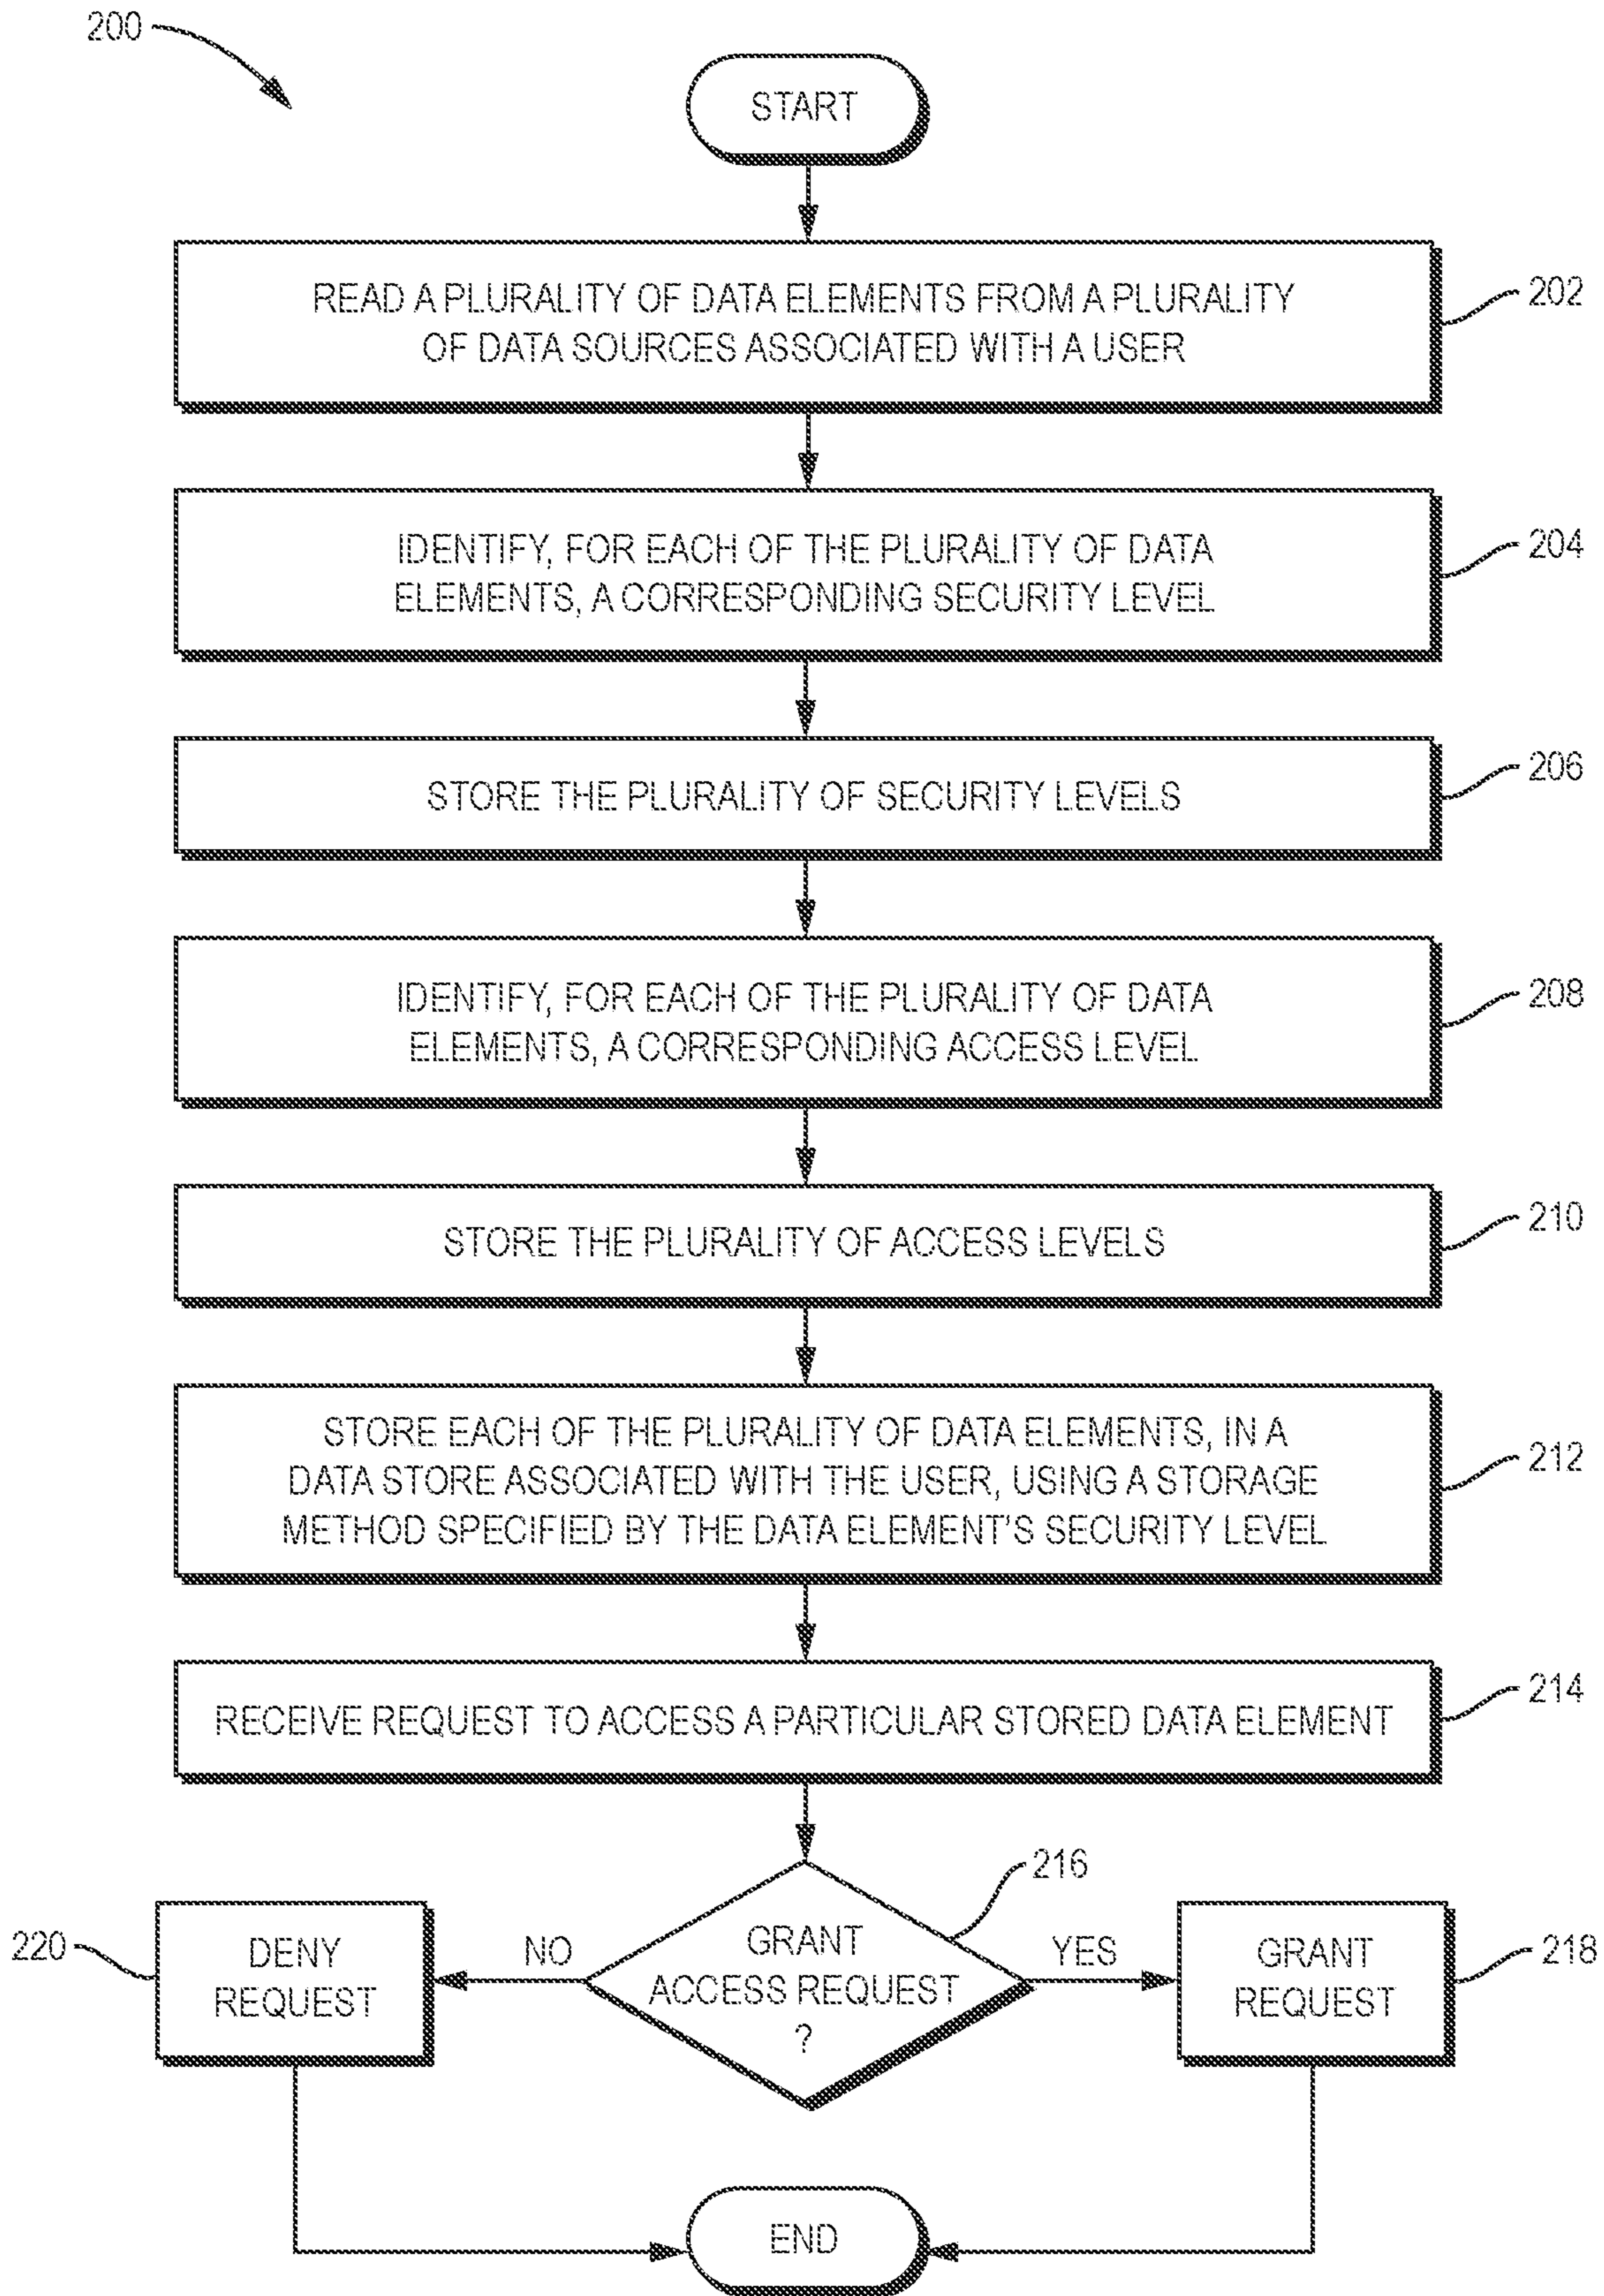 200
START
READ A PLURALITY OF DATA ELEMENTS FROM A PLURALITY
OF DATA SOURCES ASSOCIATED WITH A USER
202
IDENTIFY, FOR EACH OF THE PLURALITY OF DATA
ELEMENTS, A CORRESPONDING SECURITY LEVEL
204
STORE THE PLURALITY OF SECURITY LEVELS
206
IDENTIFY, FOR EACH OF THE PLURALITY OF DATA
ELEMENTS, A CORRESPONDING ACCESS LEVEL
208
STORE THE PLURALITY OF ACCESS LEVELS
210
STORE EACH OF THE PLURALITY OF DATA ELEMENTS, IN A
DATA STORE ASSOCIATED WITH THE USER, USING A STORAGE
METHOD SPECIFIED BY THE DATA ELEMENT'S SECURITY LEVEL
212
RECEIVE REQUEST TO ACCESS A PARTICULAR STORED DATA ELEMENT
214
216
GRANT
ACCESS REQUEST
?
NO
YES
220
DENY
REQUEST
GRANT
REQUEST
218
END